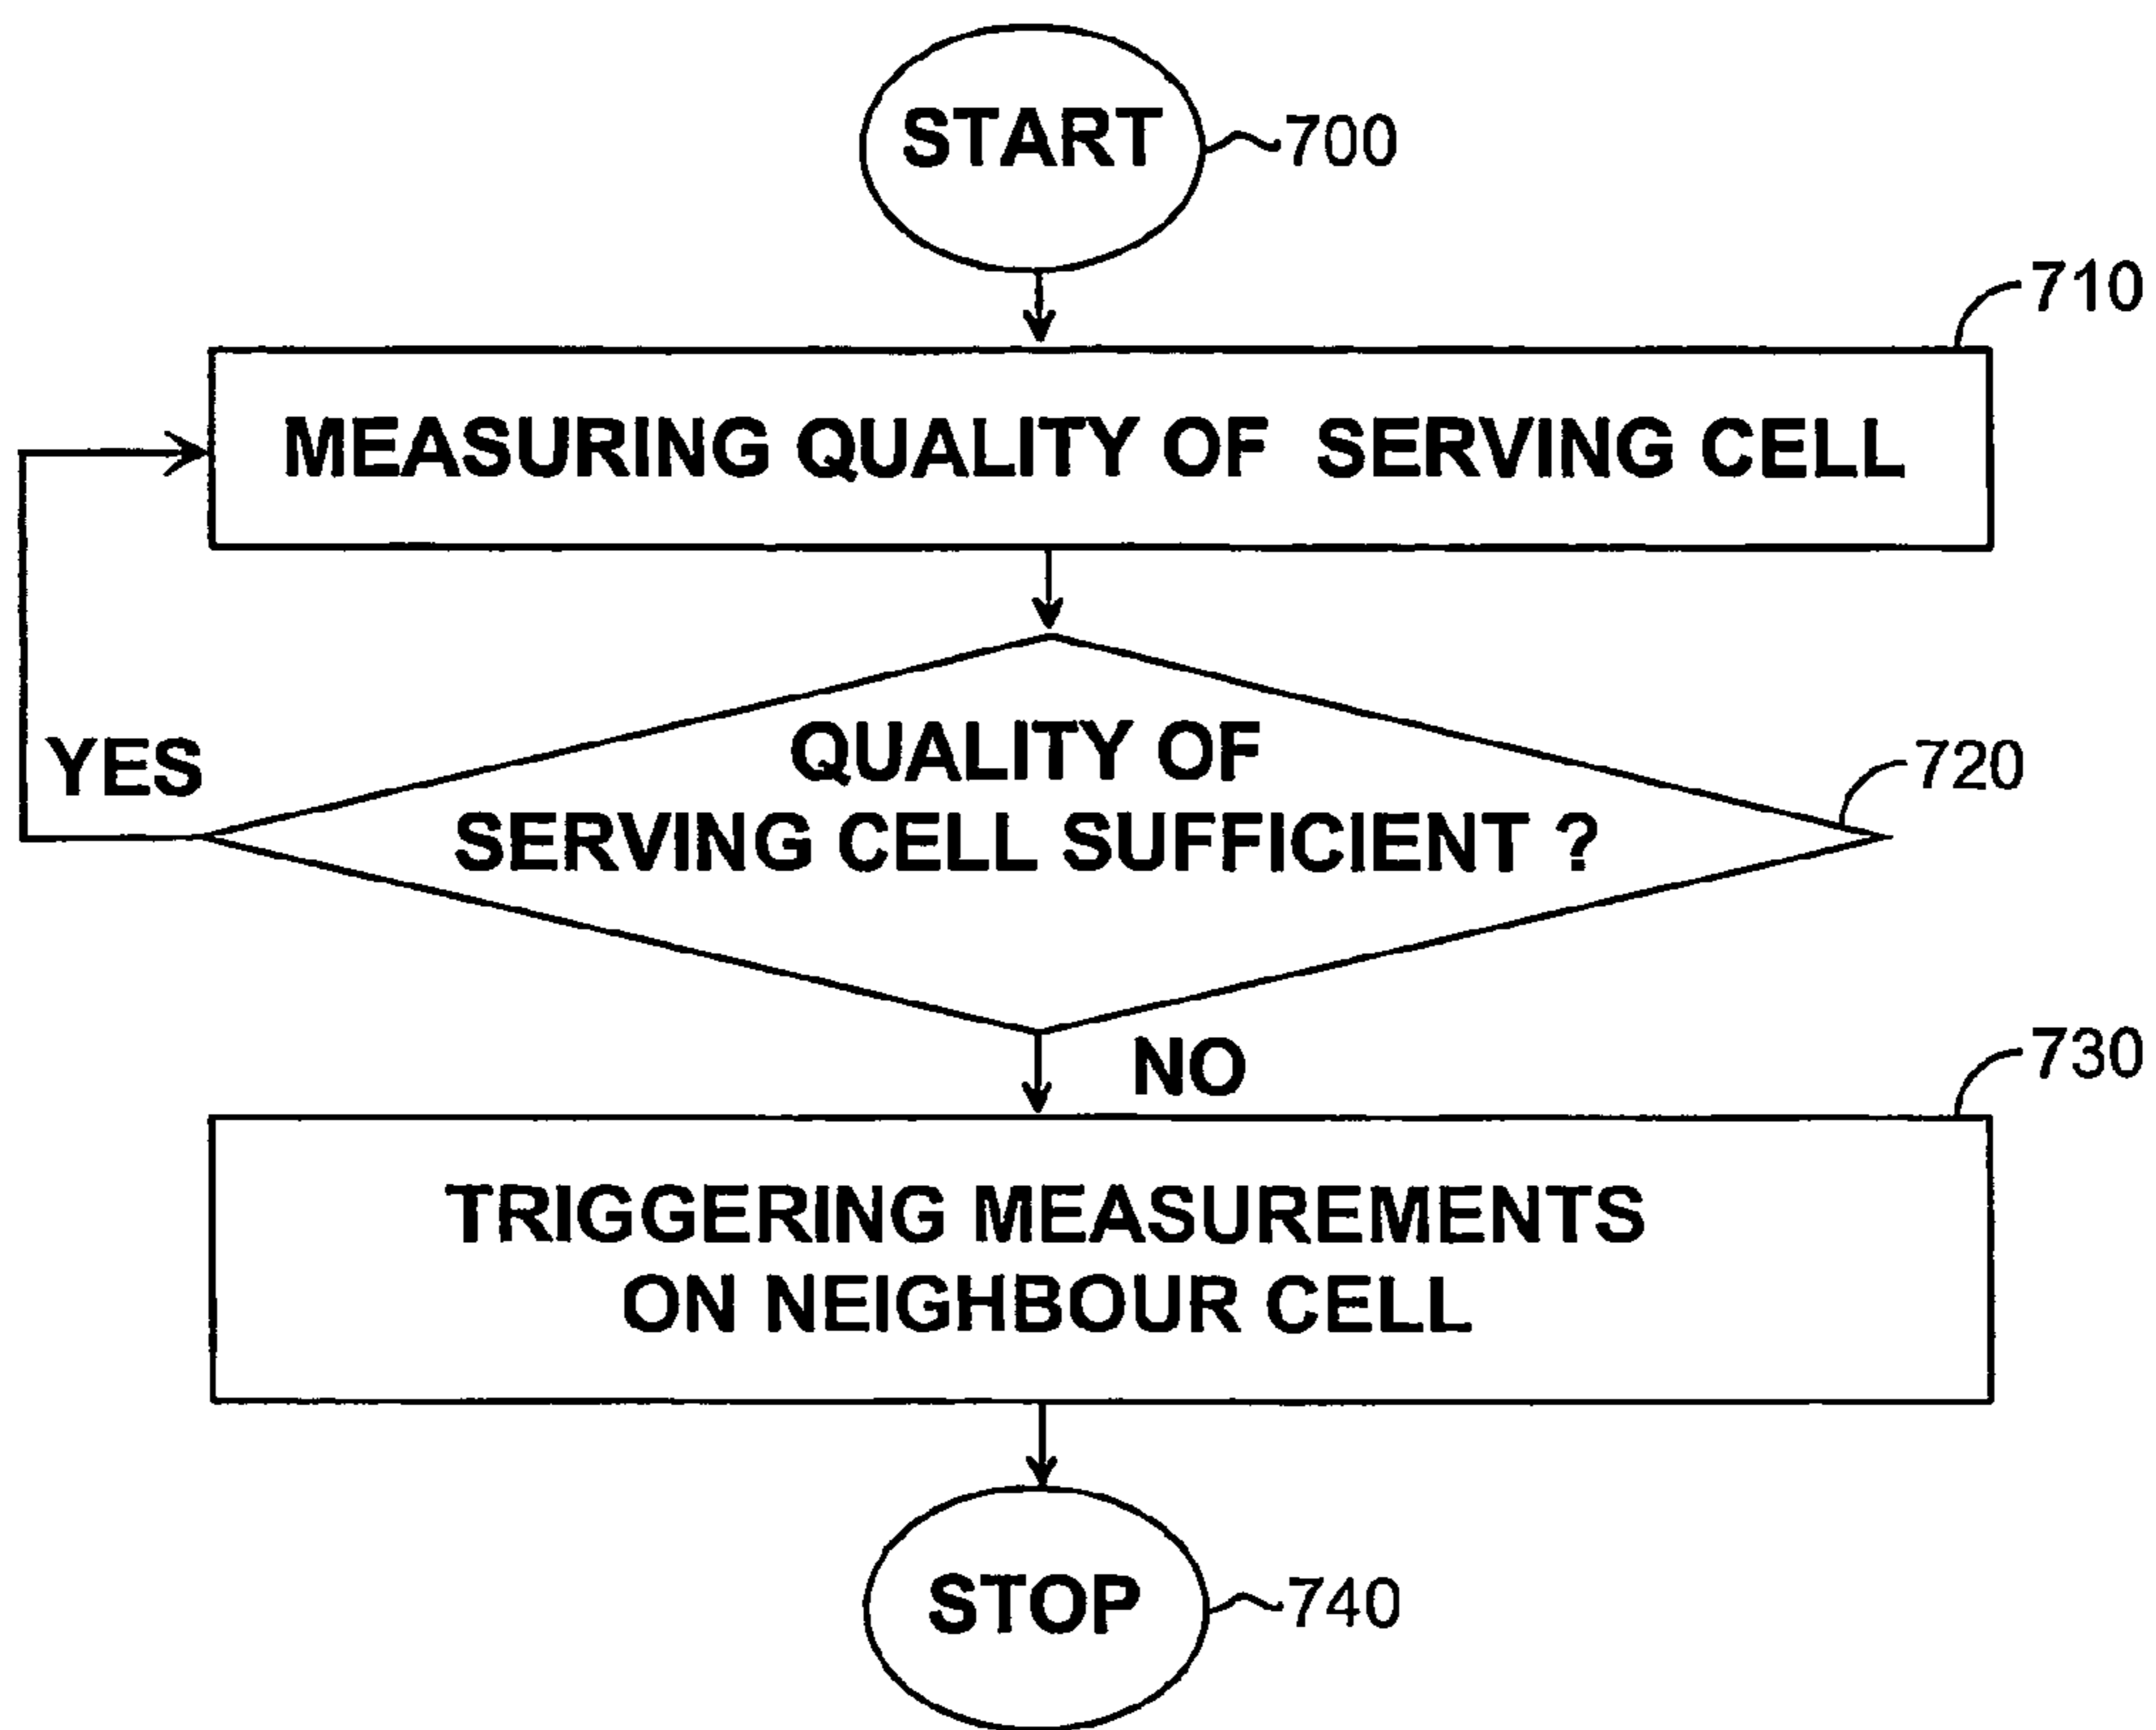 START
700
710
MEASURING QUALITY OF SERVING CELL
YES
QUALITY OF
SERVING CELL SUFFICIENT ?
720
NO
730
TRIGGERING MEASUREMENTS
ON NEIGHBOUR CELL
STOP
740